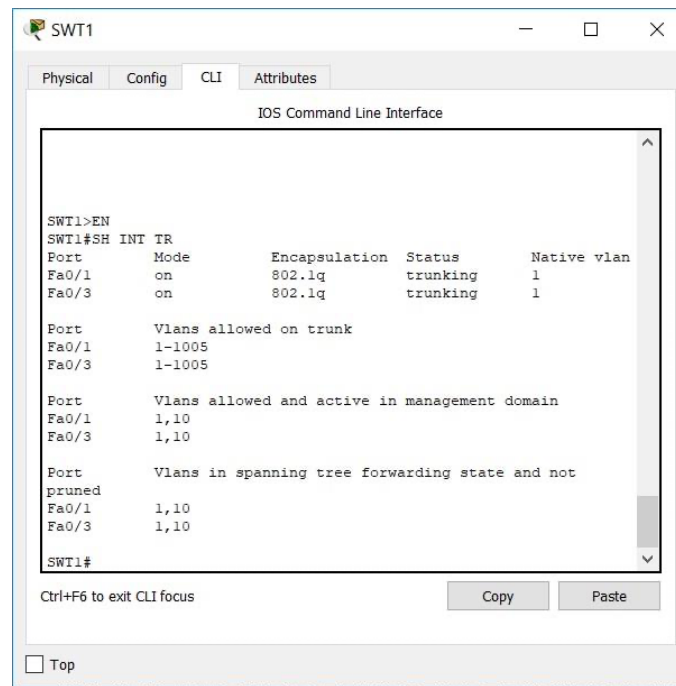 SWT1
Physical Config CLI Attributes
IOS Command Line Interface
SWT1>EN
SWT1#SH INT TR
Port Mode Encapsulation Status Native vlan
Fa0/1 on 802.1q trunking 1
Fa0/3 on 802.1q trunking 1
Port Vlans allowed on trunk
Fa0/1 1-1005
Fa0/3 1-1005
Port Vlans allowed and active in management domain
Fa0/1 1,10
Fa0/3 1,10
Port Vlans in spanning tree forwarding state and not
pruned
Fa0/1 1,10
Fa0/3 1,10
SWT1#
Ctrl+F6 to exit CLI focus Copy Paste
Top